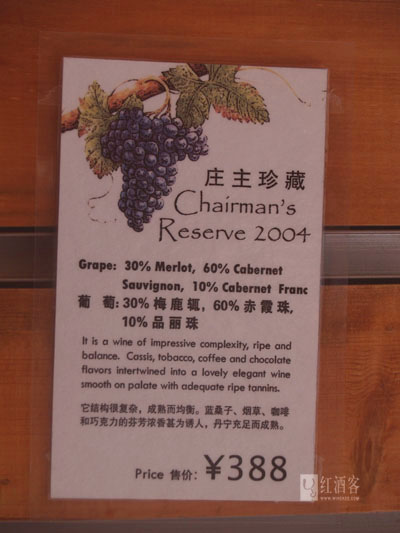 庄主珍藏
Chairman's
Reserve 2004
Grape: 30% Merlot, 60% Cabernet
Sauvignon, 10% Cabernet Franc
葡 萄: 30% 梅鹿辄, 60% 赤霞珠,
10% 品丽珠
It is a wine of impressive complexity, ripe and
balance. Cassis, tobacco, coffee and chocolate
flavors intertwined into a lovely elegant wine
smooth on palate with adequate ripe tannins.
它结构很复杂，成熟而均衡。蓝桑子、烟草、咖啡
和巧克力的芬芳浓香甚为诱人，丹宁充足而成熟。
Price 售价: ¥388
红酒客